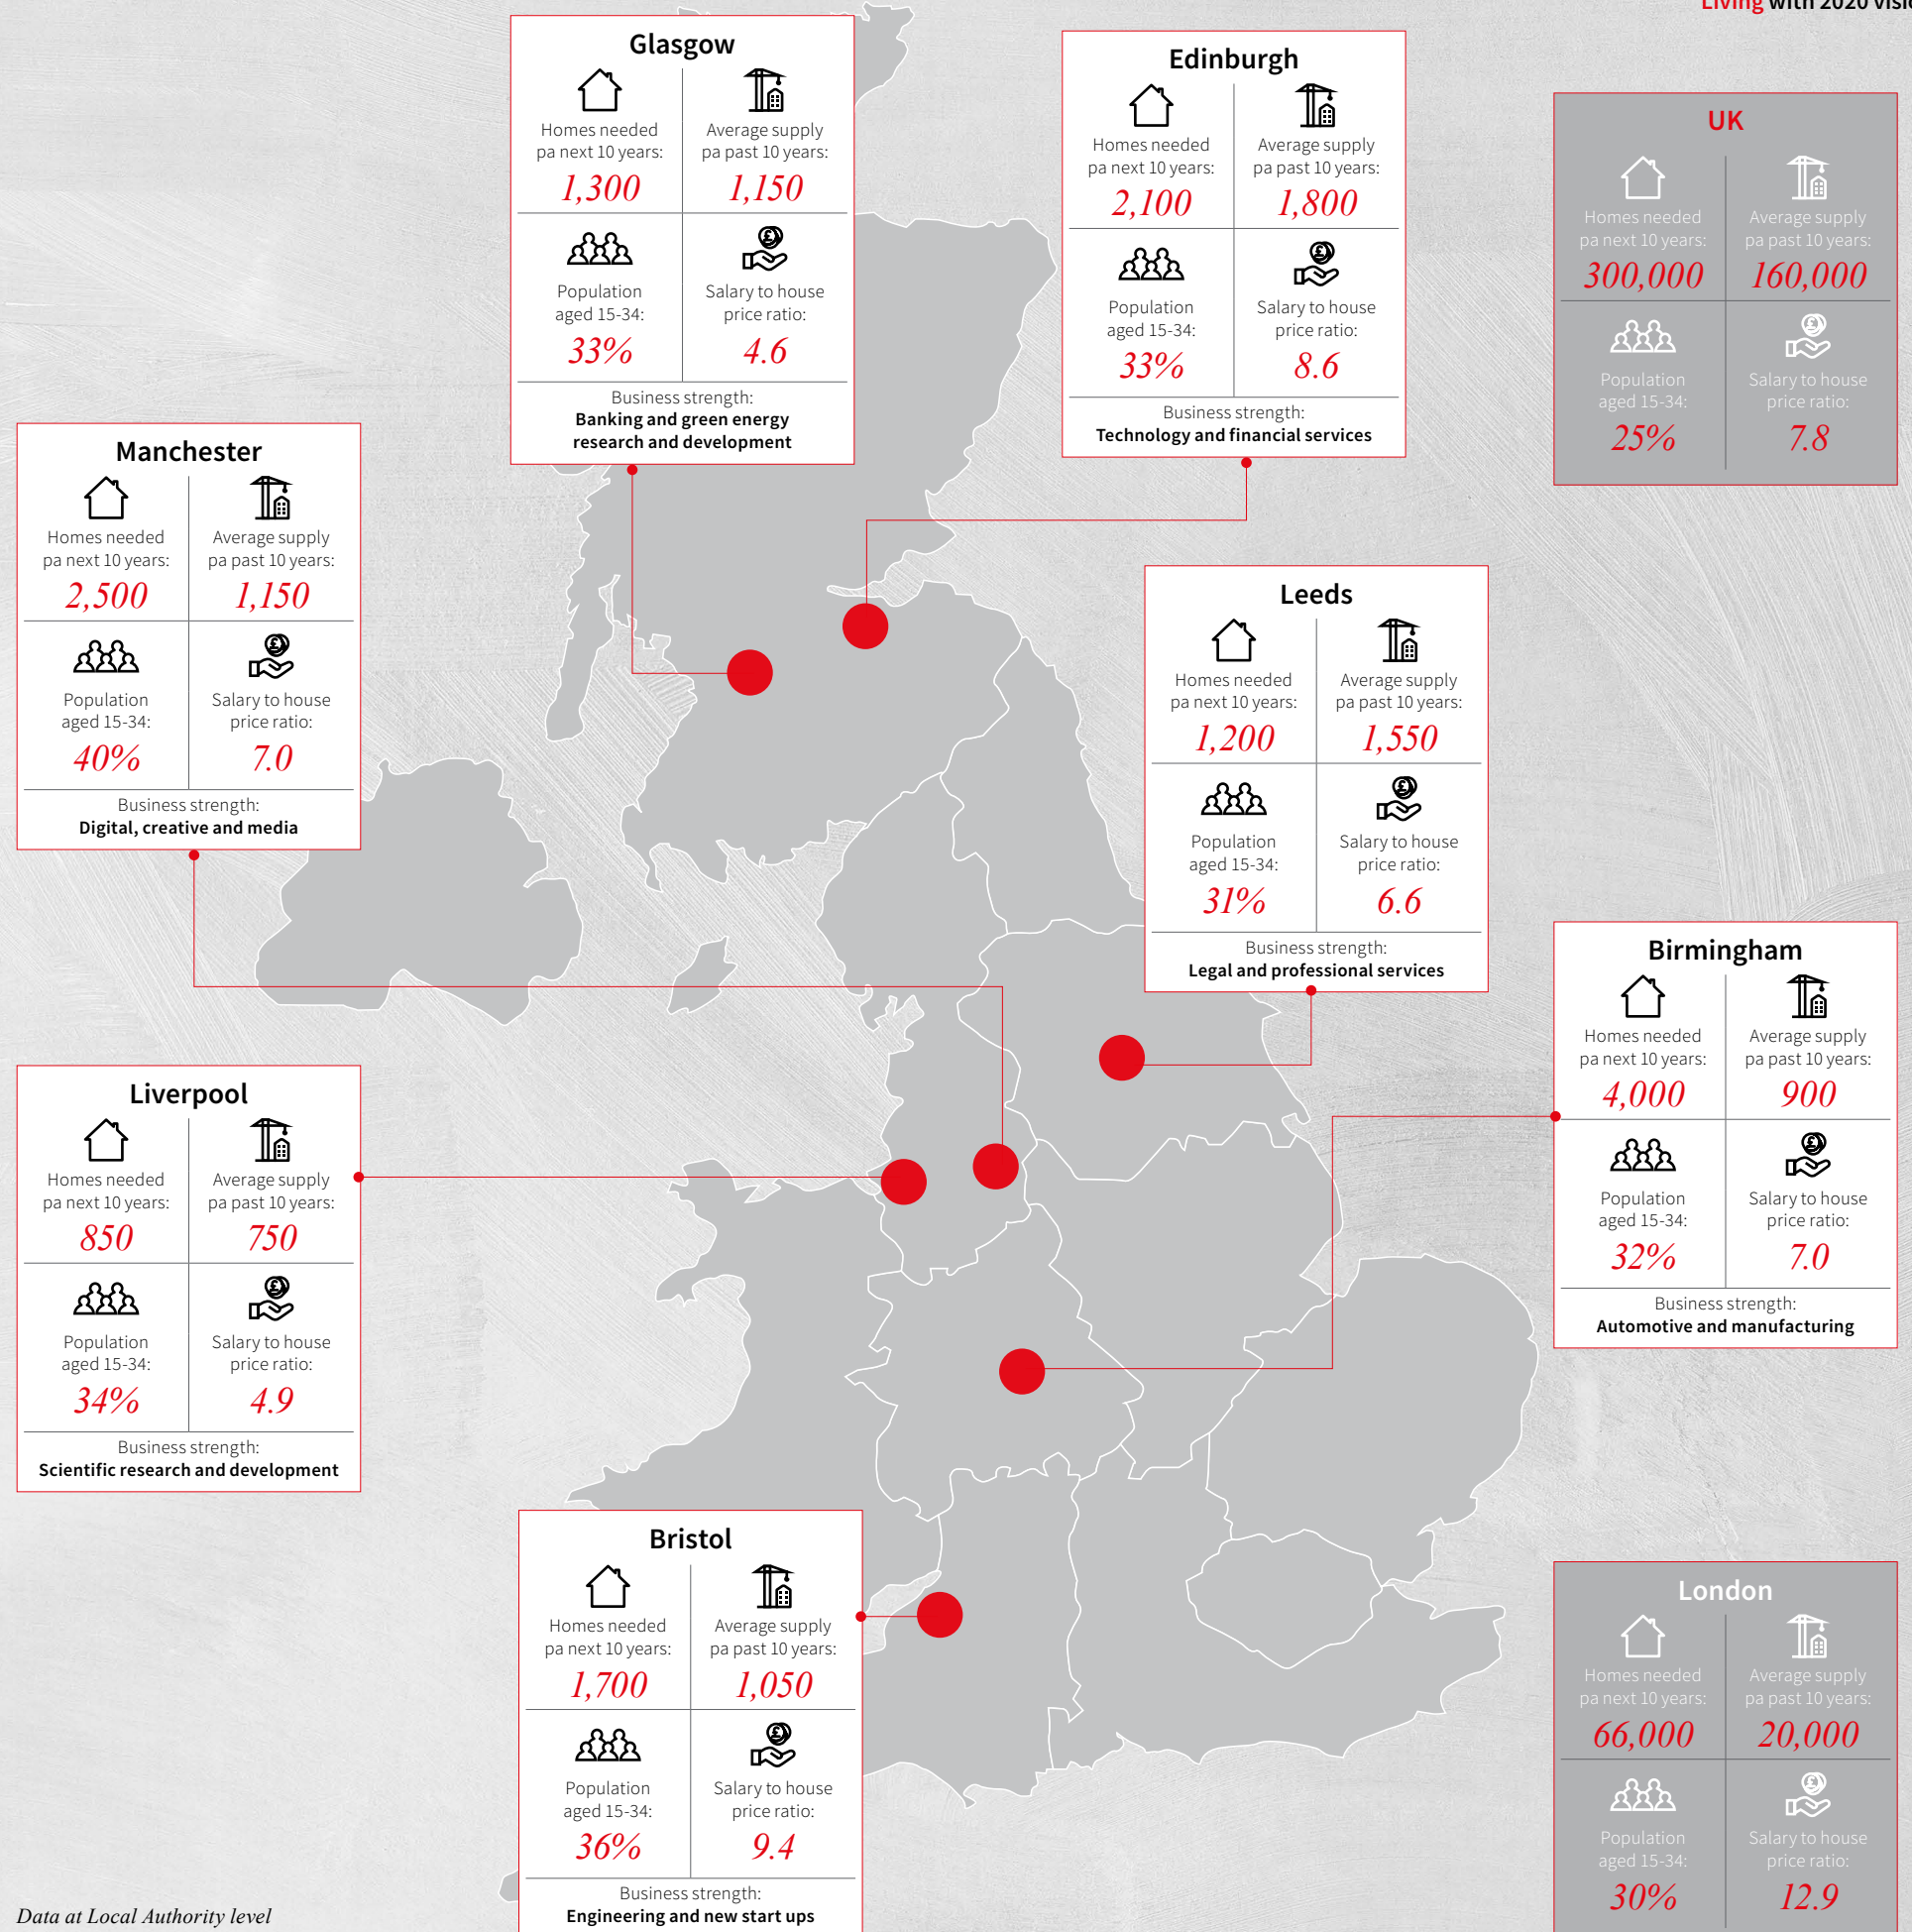 Living with 2020 visio
Glasgow
Homes needed
pa next 10 years:
1,300
Average supply
pa past 10 years:
1,150
Population
aged 15-34:
33%
Salary to house
price ratio:
4.6
Business strength:
Banking and green energy
research and development
Edinburgh
Homes needed
pa next 10 years:
2,100
Average supply
pa past 10 years:
1,800
Population
aged 15-34:
33%
Salary to house
price ratio:
8.6
Business strength:
Technology and financial services
UK
Homes needed
pa next 10 years:
300,000
Average supply
pa past 10 years:
160,000
Population
aged 15-34:
25%
Salary to house
price ratio:
7.8
Manchester
Homes needed
pa next 10 years:
2,500
Average supply
pa past 10 years:
1,150
Population
aged 15-34:
40%
Salary to house
price ratio:
7.0
Business strength:
Digital, creative and media
Leeds
Homes needed
pa next 10 years:
1,200
Average supply
pa past 10 years:
1,550
Population
aged 15-34:
31%
Salary to house
price ratio:
6.6
Business strength:
Legal and professional services
Birmingham
Homes needed
pa next 10 years:
4,000
Average supply
pa past 10 years:
900
Population
aged 15-34:
32%
Salary to house
price ratio:
7.0
Business strength:
Automotive and manufacturing
Liverpool
Homes needed
pa next 10 years:
850
Average supply
pa past 10 years:
750
Population
aged 15-34:
34%
Salary to house
price ratio:
4.9
Business strength:
Scientific research and development
Bristol
Homes needed
pa next 10 years:
1,700
Average supply
pa past 10 years:
1,050
Population
aged 15-34:
36%
Salary to house
price ratio:
9.4
Business strength:
Engineering and new start ups
London
Homes needed
pa next 10 years:
66,000
Average supply
pa past 10 years:
20,000
Population
aged 15-34:
30%
Salary to house
price ratio:
12.9
Data at Local Authority level